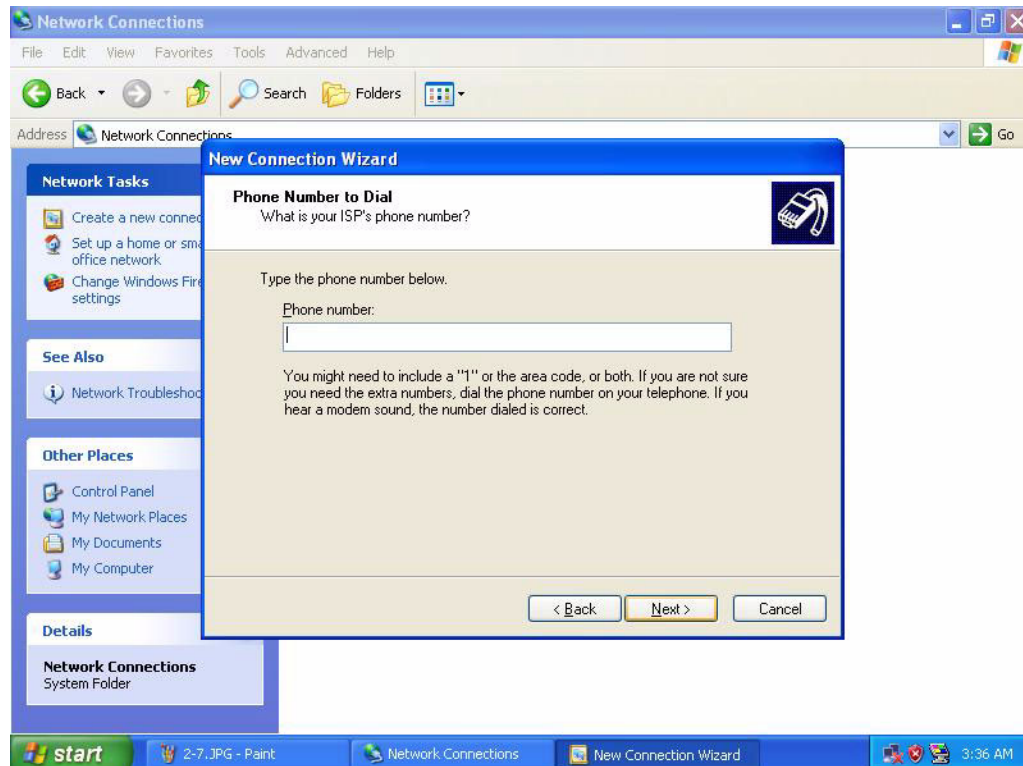 Network Connections
File Edit View Favorites Tools Advanced Help
Back Search Folders
Address Network Connections Go
Network Tasks
Create a new connec
Set up a home or sma
office network
Change Windows Fire
settings
See Also
Network Troubleshoo
Other Places
Control Panel
My Network Places
My Documents
My Computer
Details
Network Connections
System Folder
New Connection Wizard
Phone Number to Dial
What is your ISP's phone number?
Type the phone number below.
Phone number:
You might need to include a "1" or the area code, or both. If you are not sure
you need the extra numbers, dial the phone number on your telephone. If you
hear a modem sound, the number dialed is correct.
< Back Next > Cancel
start 2-7.JPG - Paint Network Connections New Connection Wizard 3:36 AM